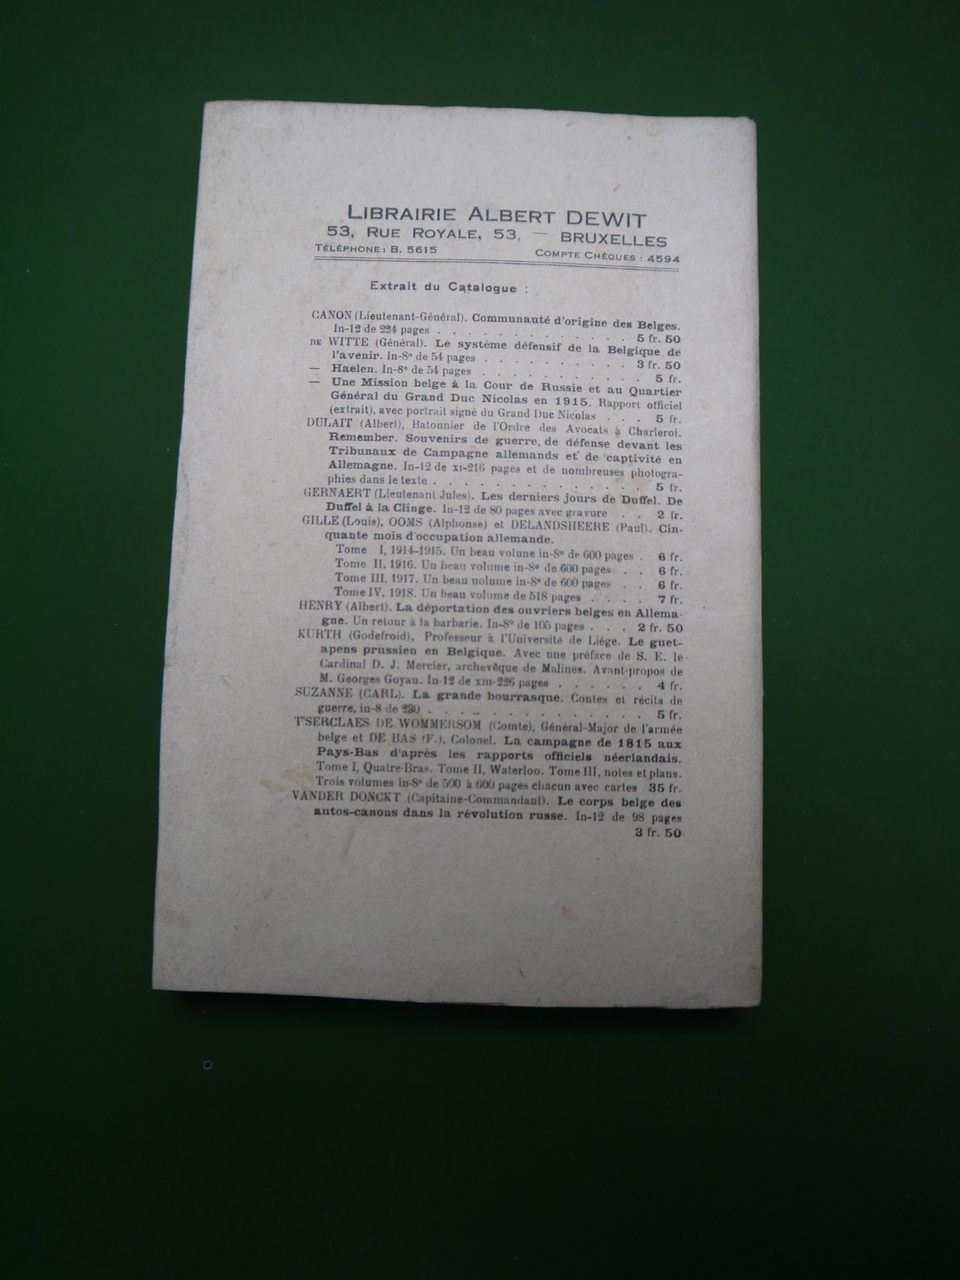 LIBRAIRIE ALBERT DEWIT
53, RUE ROYALE, 53, — BRUXELLES
TÉLÉPHONE : B. 5615 COMPTE CHÈQUES : 4594
Extrait du Catalogue :
CANON (Lieutenant-Général). Communauté d'origine des Belges.
In-12 de 224 pages . . . . . . . . . . . 5 fr. 50
DE WITTE (Général). Le système défensif de la Belgique de
l'avenir. In-8° de 54 pages . . . . . . . . . 3 fr. 50
— Haelen. In-8° de 54 pages . . . . . . . . . . 5 fr.
— Une Mission belge à la Cour de Russie et au Quartier
Général du Grand Duc Nicolas en 1915. Rapport officiel
(extrait), avec portrait signé du Grand Duc Nicolas . . . 5 fr.
DULAIT (Albert), Batonnier de l'Ordre des Avocats à Charleroi.
Remember. Souvenirs de guerre, de défense devant les
Tribunaux de Campagne allemands et de captivité en
Allemagne. In-12 de XI-216 pages et de nombreuses photogra-
phies dans le texte . . . . . . . . . . . . 5 fr.
GERNAERT (Lieutenant Jules). Les derniers jours de Duffel. De
Duffel à la Clinge. In-12 de 80 pages avec gravure . . 2 fr.
GILLE (Louis), OOMS (Alphonse) et DELANDSHEERE (Paul). Cin-
quante mois d'occupation allemande.
Tome I, 1914-1915. Un beau volune in-8° de 600 pages . 6 fr.
Tome II, 1916. Un beau volume in-8° de 600 pages . . 6 fr.
Tome III, 1917. Un beau uolume in-8° de 600 pages . . 6 fr.
Tome IV, 1918. Un beau volume de 518 pages . . . . 7 fr.
HENRY (Albert). La déportation des ouvriers belges en Allema-
gne. Un retour à la barbarie. In-8° de 105 pages . . . 2 fr. 50
KURTH (Godefroid), Professeur à l'Université de Liége. Le guet-
apens prussien en Belgique. Avec une préface de S. E. le
Cardinal D. J. Mercier, archevêque de Malines. Avant-propos de
M. Georges Goyau. In-12 de XIII-226 pages . . . . . . 4 fr.
SUZANNE (CARL). La grande bourrasque. Contes et récits de
guerre, in-8 de 230 . . . . . . . . . . . . 5 fr.
T'SERCLAES DE WOMMERSOM (Comte), Général-Major de l'armée
belge et DE BAS (F.), Colonel. La campagne de 1815 aux
Pays-Bas d'après les rapports officiels néerlandais.
Tome I, Quatre-Bras. Tome II, Waterloo. Tome III, notes et plans.
Trois volumes in-8° de 500 à 600 pages chacun avec cartes 35 fr.
VANDER DONCKT (Capitaine-Commandant). Le corps belge des
autos-canons dans la révolution russe. In-12 de 98 pages
3 fr. 50